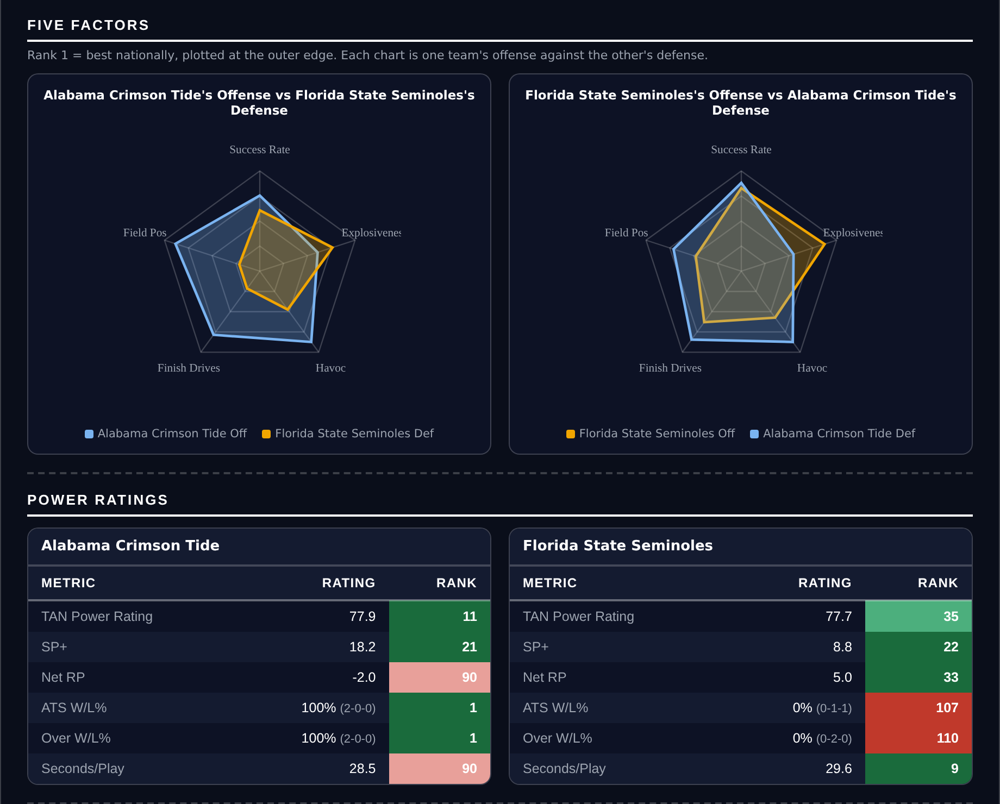 FIVE FACTORS
Rank 1 = best nationally, plotted at the outer edge. Each chart is one team's offense against the other's defense.
Alabama Crimson Tide's Offense vs Florida State Seminoles's
Defense
Success Rate
Field Pos
Explosivenes
Finish Drives
Havoc
Alabama Crimson Tide Off
Florida State Seminoles Def
Florida State Seminoles's Offense vs Alabama Crimson Tide's
Defense
Success Rate
Field Pos
Explosivenes
Finish Drives
Havoc
Florida State Seminoles Off
Alabama Crimson Tide Def
POWER RATINGS
Alabama Crimson Tide
METRIC RATING RANK
TAN Power Rating 77.9 11
SP+ 18.2 21
Net RP -2.0 90
ATS W/L% 100% (2-0-0) 1
Over W/L% 100% (2-0-0) 1
Seconds/Play 28.5 90
Florida State Seminoles
METRIC RATING RANK
TAN Power Rating 77.7 35
SP+ 8.8 22
Net RP 5.0 33
ATS W/L% 0% (0-1-1) 107
Over W/L% 0% (0-2-0) 110
Seconds/Play 29.6 9